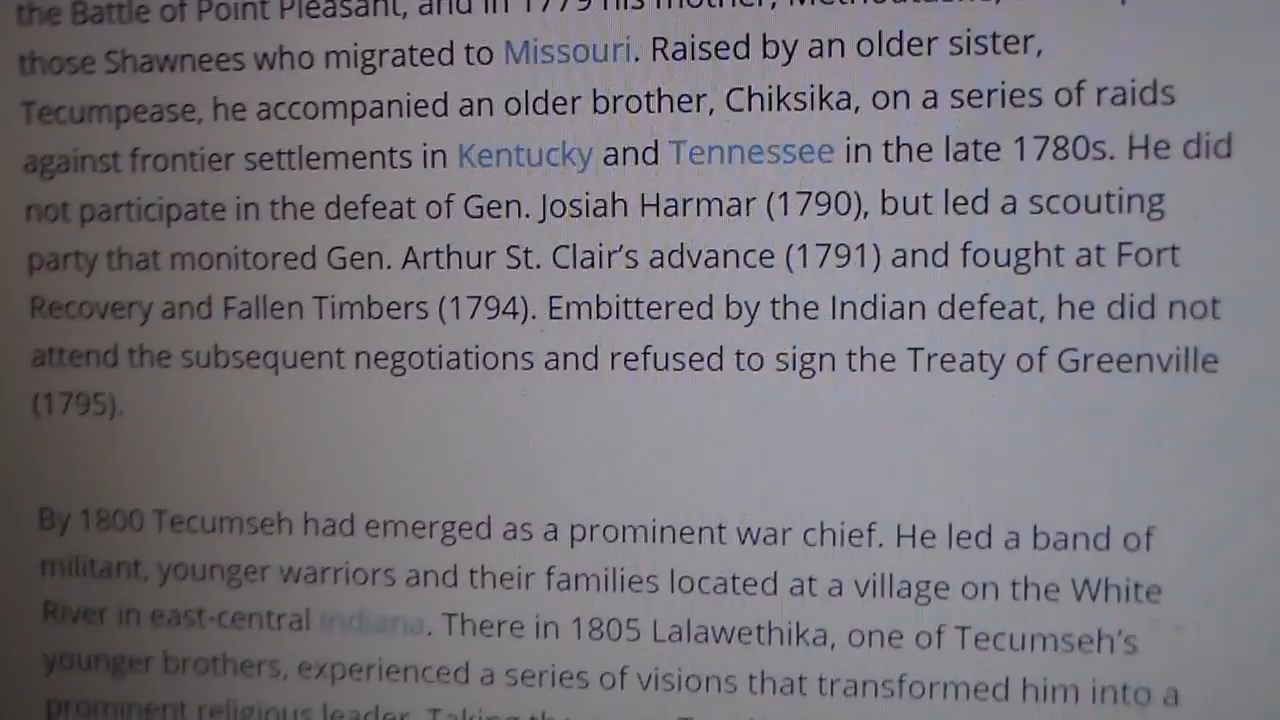 the Battle of Point Pleasant, and in 1779 his mother,
those Shawnees who migrated to Missouri. Raised by an older sister,
Tecumpease, he accompanied an older brother, Chiksika, on a series of raids
against frontier settlements in Kentucky and Tennessee in the late 1780s. He did
not participate in the defeat of Gen. Josiah Harmar (1790), but led a scouting
party that monitored Gen. Arthur St. Clair's advance (1791) and fought at Fort
Recovery and Fallen Timbers (1794). Embittered by the Indian defeat, he did not
attend the subsequent negotiations and refused to sign the Treaty of Greenville
(1795).
By 1800 Tecumseh had emerged as a prominent war chief. He led a band of
militant, younger warriors and their families located at a village on the White
River in east-central Indiana. There in 1805 Lalawethika, one of Tecumseh's
younger brothers, experienced a series of visions that transformed him into a
prominent religious leader. Taking